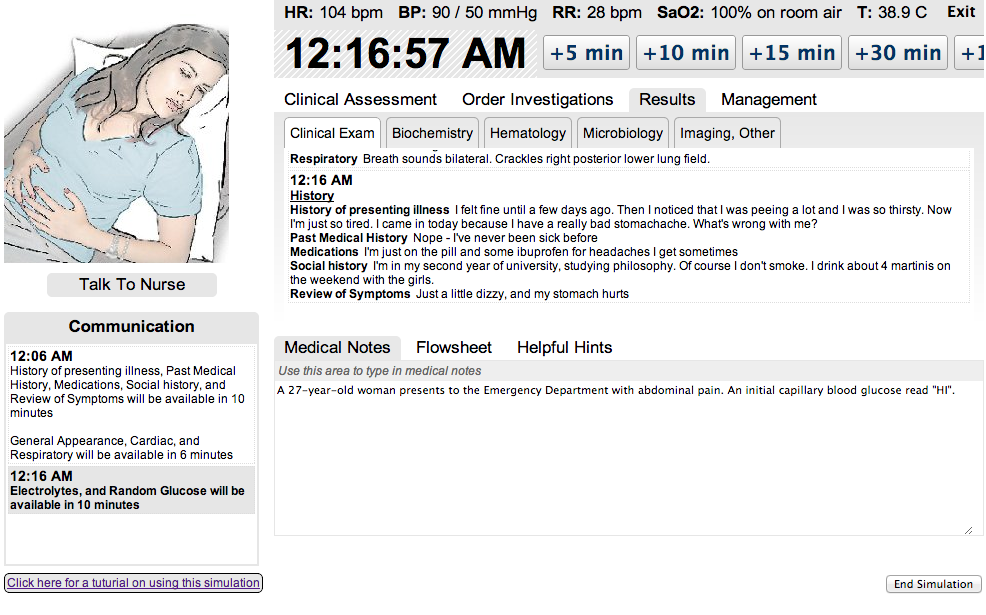 HR: 104 bpm BP: 90 / 50 mmHg RR: 28 bpm SaO2: 100% on room air T: 38.9 C Exit
12:16:57 AM +5 min +10 min +15 min +30 min +1
Clinical Assessment Order Investigations Results Management
Clinical Exam Biochemistry Hematology Microbiology Imaging, Other
Respiratory Breath sounds bilateral. Crackles right posterior lower lung field.
12:16 AM
History
History of presenting illness I felt fine until a few days ago. Then I noticed that I was peeing a lot and I was so thirsty. Now
I'm just so tired. I came in today because I have a really bad stomachache. What's wrong with me?
Past Medical History Nope - I've never been sick before
Medications I'm just on the pill and some ibuprofen for headaches I get sometimes
Social history I'm in my second year of university, studying philosophy. Of course I don't smoke. I drink about 4 martinis on
the weekend with the girls.
Review of Symptoms Just a little dizzy, and my stomach hurts
Talk To Nurse
Communication
12:06 AM
History of presenting illness, Past Medical
History, Medications, Social history, and
Review of Symptoms will be available in 10
minutes
General Appearance, Cardiac, and
Respiratory will be available in 6 minutes
12:16 AM
Electrolytes, and Random Glucose will be
available in 10 minutes
Click here for a tuturial on using this simulation
Medical Notes Flowsheet Helpful Hints
Use this area to type in medical notes
A 27-year-old woman presents to the Emergency Department with abdominal pain. An initial capillary blood glucose read "HI".
End Simulation